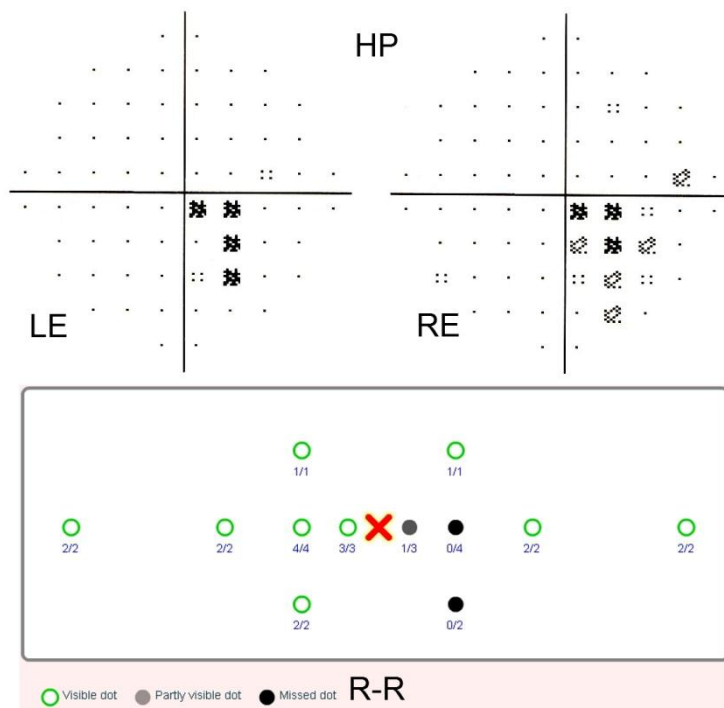 HP
LE
RE
1/1 1/1
2/2 2/2 4/4 3/3 1/3 0/4 2/2 2/2
2/2 0/2
Visible dot Partly visible dot Missed dot R-R